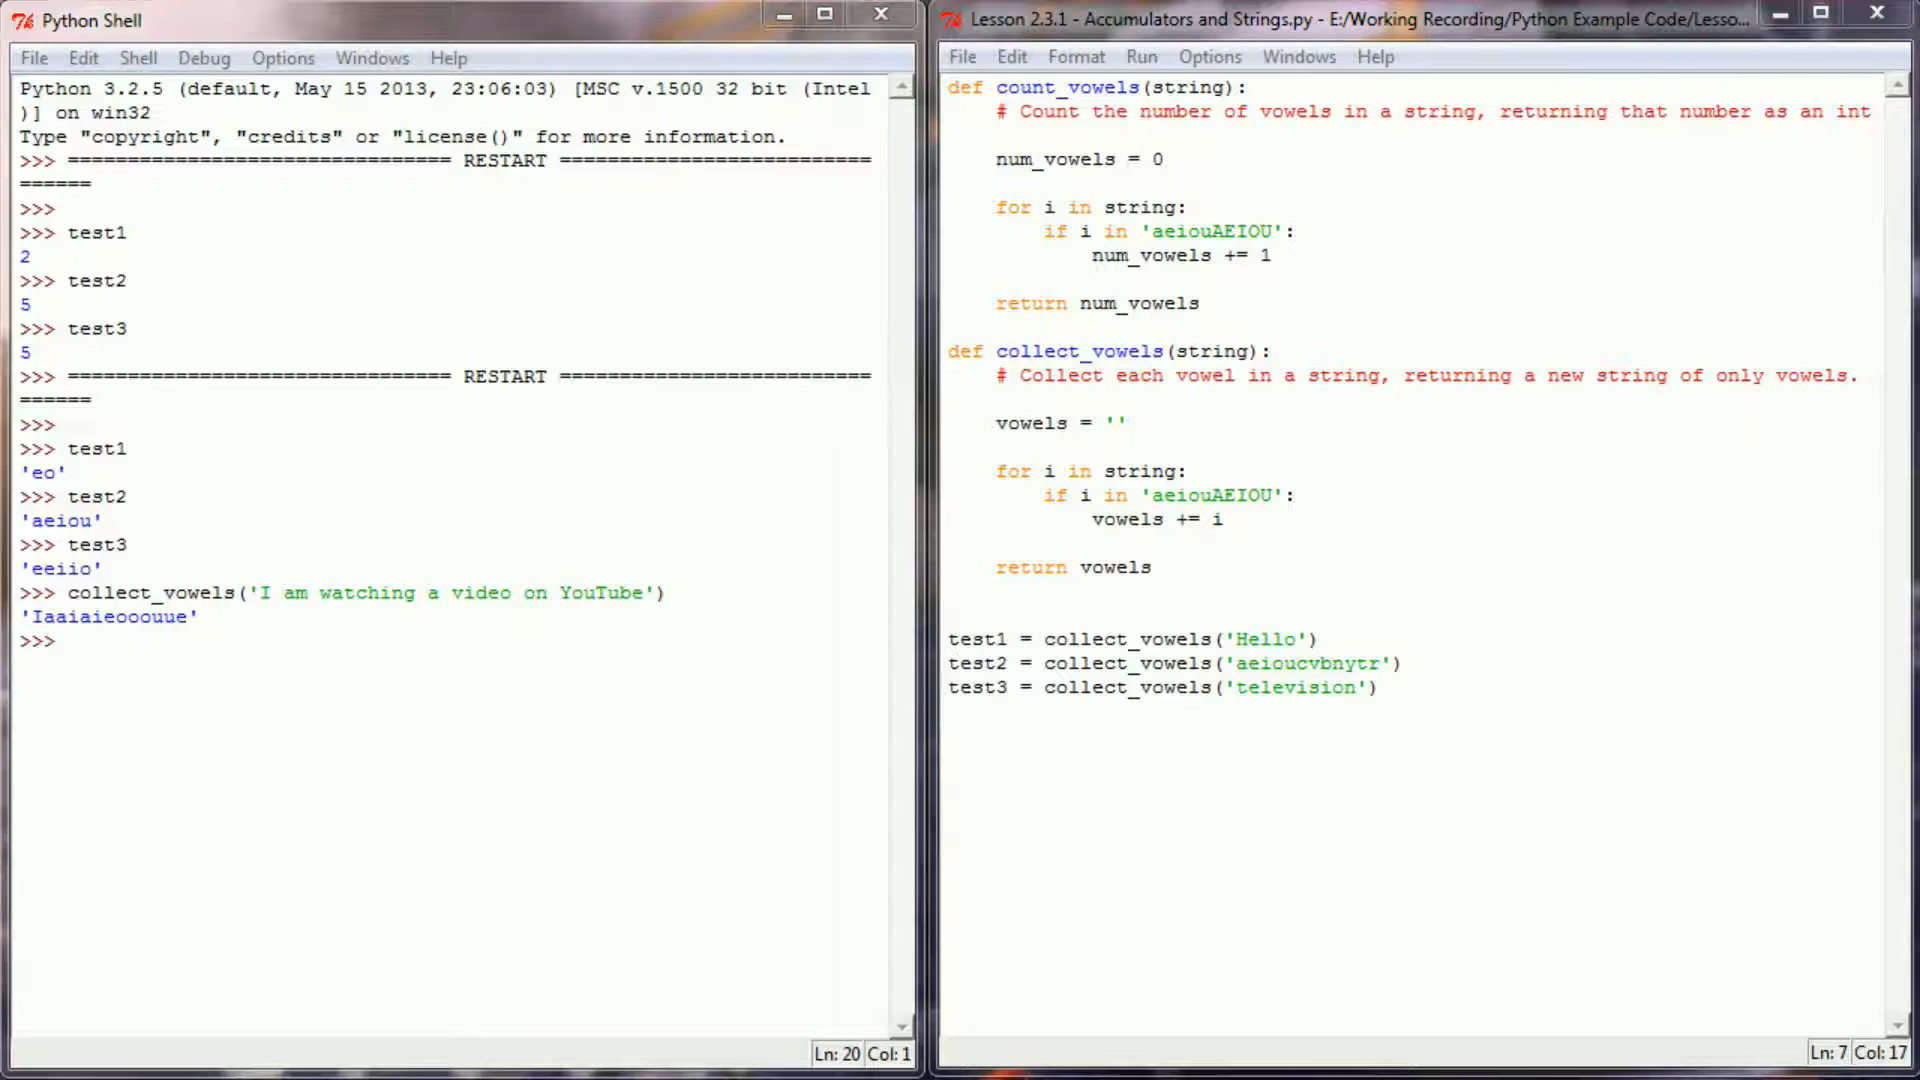 Python Shell
File Edit Shell Debug Options Windows Help
Python 3.2.5 (default, May 15 2013, 23:06:03) [MSC v.1500 32 bit (Intel
)] on win32
Type "copyright", "credits" or "license()" for more information.
>>> ================================ RESTART ==========================
======
>>>
>>> test1
2
>>> test2
5
>>> test3
5
>>> ================================ RESTART ==========================
======
>>>
>>> test1
'eo'
>>> test2
'aeiou'
>>> test3
'eeiio'
>>> collect_vowels('I am watching a video on YouTube')
'Iaaiaieooouue'
>>>
Ln: 20 Col: 1
Lesson 2.3.1 - Accumulators and Strings.py - E:/Working Recording/Python Example Code/Lesso...
File Edit Format Run Options Windows Help
def count_vowels(string):
    # Count the number of vowels in a string, returning that number as an int
    num_vowels = 0
    for i in string:
        if i in 'aeiouAEIOU':
            num_vowels += 1
    return num_vowels
def collect_vowels(string):
    # Collect each vowel in a string, returning a new string of only vowels.
    vowels = ''
    for i in string:
        if i in 'aeiouAEIOU':
            vowels += i
    return vowels
test1 = collect_vowels('Hello')
test2 = collect_vowels('aeioucvbnytr')
test3 = collect_vowels('television')
Ln: 7 Col: 17